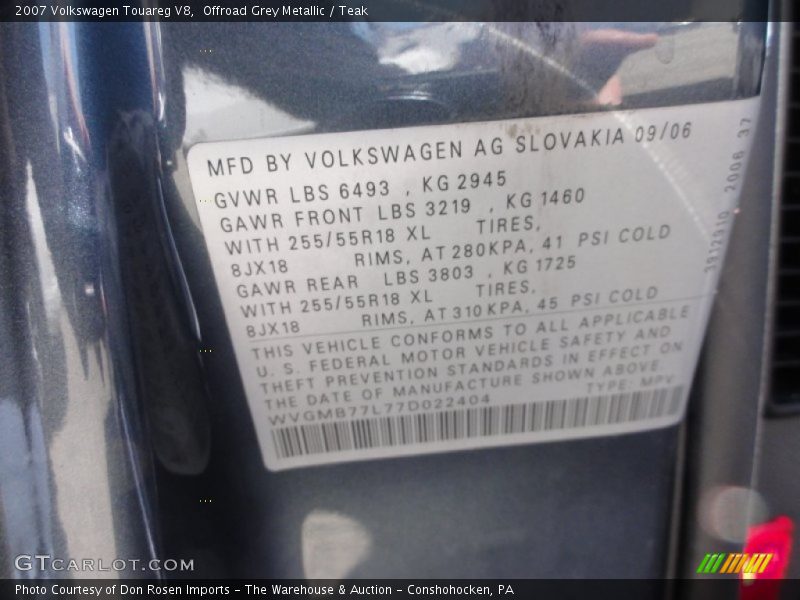 2007 Volkswagen Touareg V8,  Offroad Grey Metallic / Teak
MFD BY VOLKSWAGEN AG SLOVAKIA 09/06
GVWR LBS 6493 , KG 2945
GAWR FRONT LBS 3219 , KG 1460
WITH 255/55R18 XL TIRES,
8JX18 RIMS, AT 280KPA, 41 PSI COLD
GAWR REAR LBS 3803 , KG 1725
WITH 255/55R18 XL TIRES,
8JX18 RIMS, AT 310KPA, 45 PSI COLD
THIS VEHICLE CONFORMS TO ALL APPLICABLE
U. S. FEDERAL MOTOR VEHICLE SAFETY AND
THEFT PREVENTION STANDARDS IN EFFECT ON
THE DATE OF MANUFACTURE SHOWN ABOVE.
WVGMB77L77D022404 TYPE: MPV
2006 37
GTCARLOT.COM
Photo Courtesy of Don Rosen Imports - The Warehouse & Auction - Conshohocken, PA